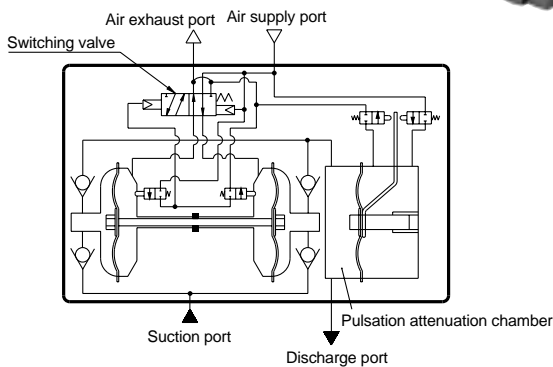 Air exhaust port
Air supply port
Switching valve
Pulsation attenuation chamber
Suction port
Discharge port